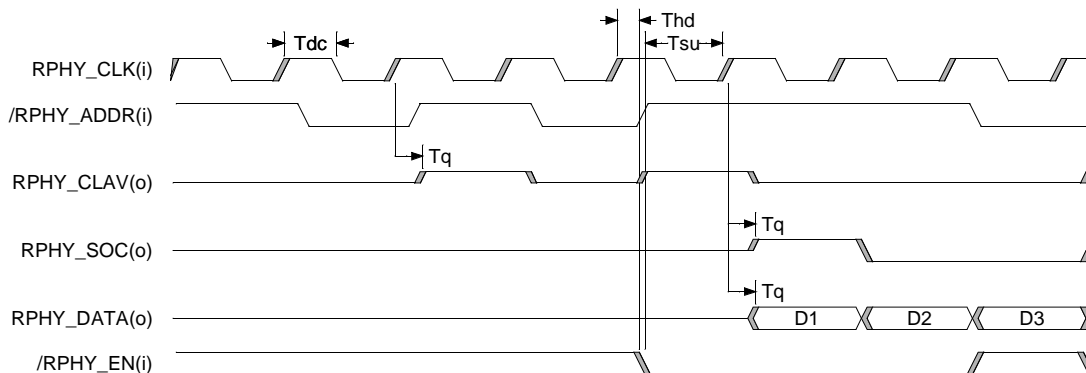 Thd
Tdc
Tsu
RPHY_CLK(i)
/RPHY_ADDR(i)
Tq
RPHY_CLAV(o)
Tq
RPHY_SOC(o)
Tq
RPHY_DATA(o) D1 D2 D3
/RPHY_EN(i)